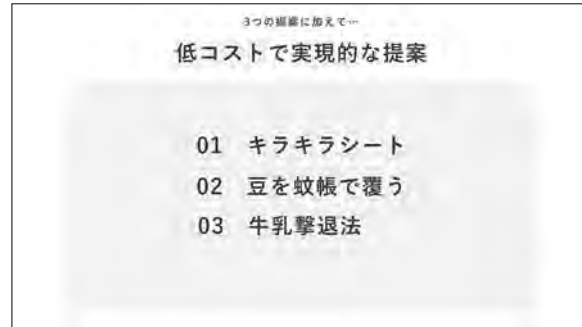 3つの提案に加えて…
低コストで実現的な提案
01 キラキラシート
02 豆を蚊帳で覆う
03 牛乳撃退法